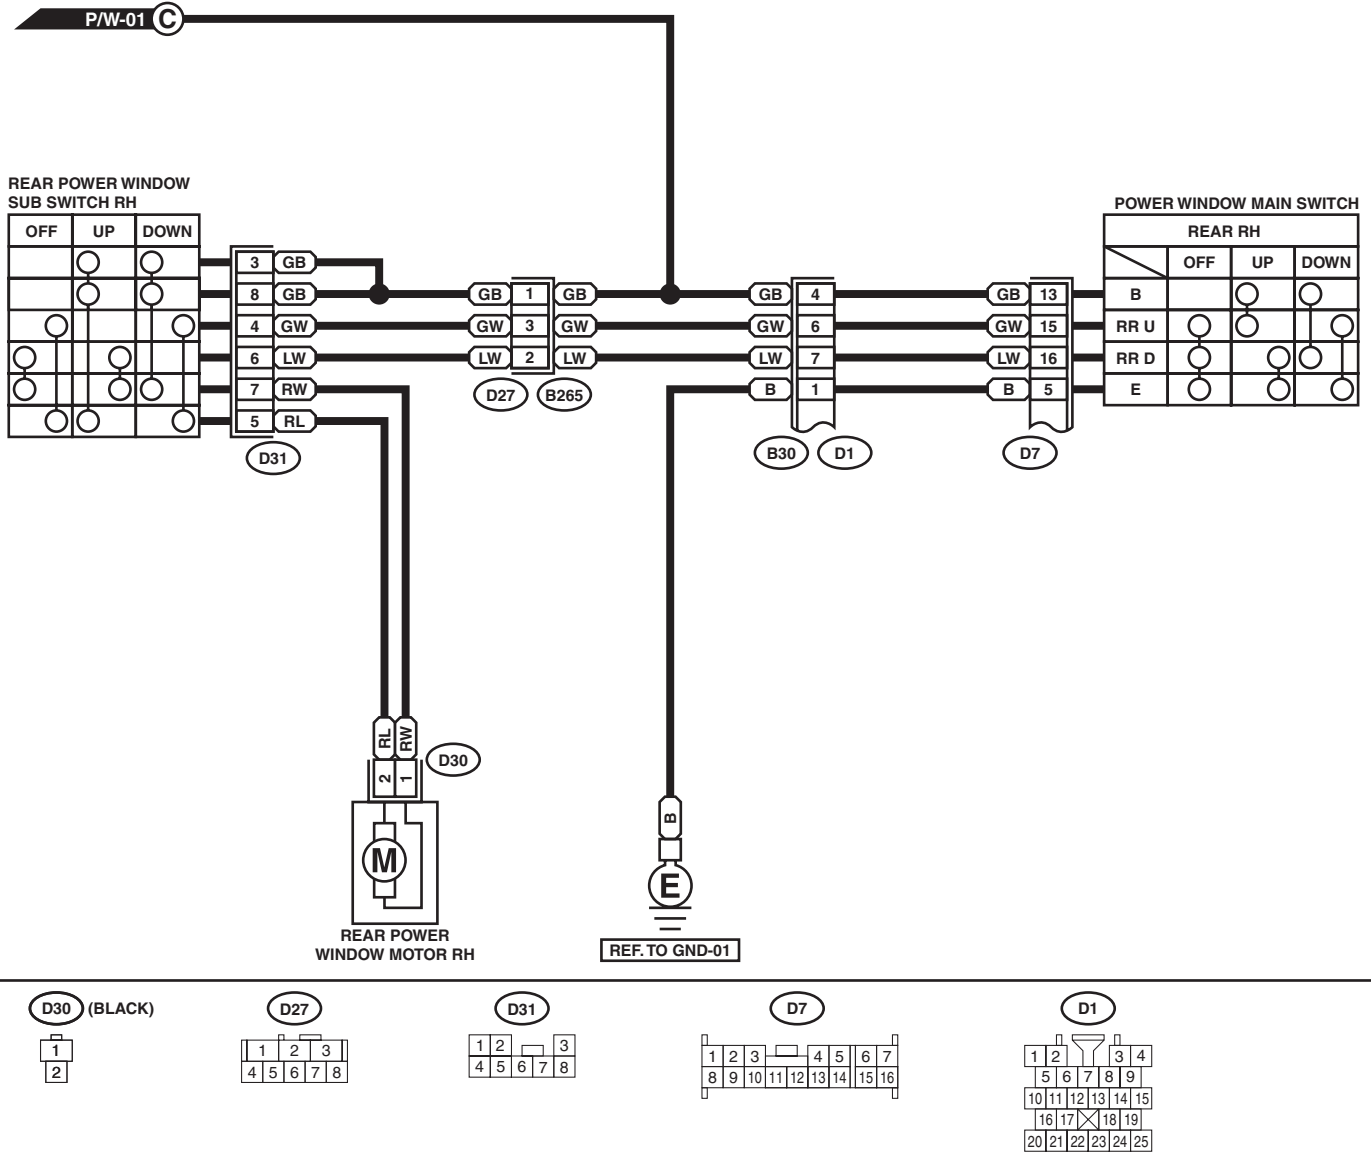 P/W-01 C
REAR POWER WINDOW
SUB SWITCH RH
OFF UP DOWN
POWER WINDOW MAIN SWITCH
REAR RH
OFF UP DOWN
3 GB
8 GB GB 1 GB GB 4 GB 13 B
4 GW GW 3 GW GW 6 GW 15 RR U
6 LW LW 2 LW LW 7 LW 16 RR D
7 RW B 1 B 5 E
5 RL
D27 B265
D31
B30 D1
D7
RL RW
2 1
D30
M
REAR POWER
WINDOW MOTOR RH
B
E
REF. TO GND-01
D30 (BLACK)
1
2
D27
1 2 3
4 5 6 7 8
D31
1 2 3
4 5 6 7 8
D7
1 2 3 4 5 6 7
8 9 10 11 12 13 14 15 16
D1
1 2 3 4
5 6 7 8 9
10 11 12 13 14 15
16 17 18 19
20 21 22 23 24 25